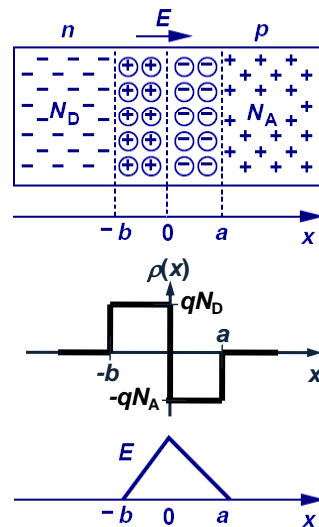 E
n p
N_D N_A
− b 0 a x
ρ(x)
qN_D
-b a x
-qN_A
E
− b 0 a x